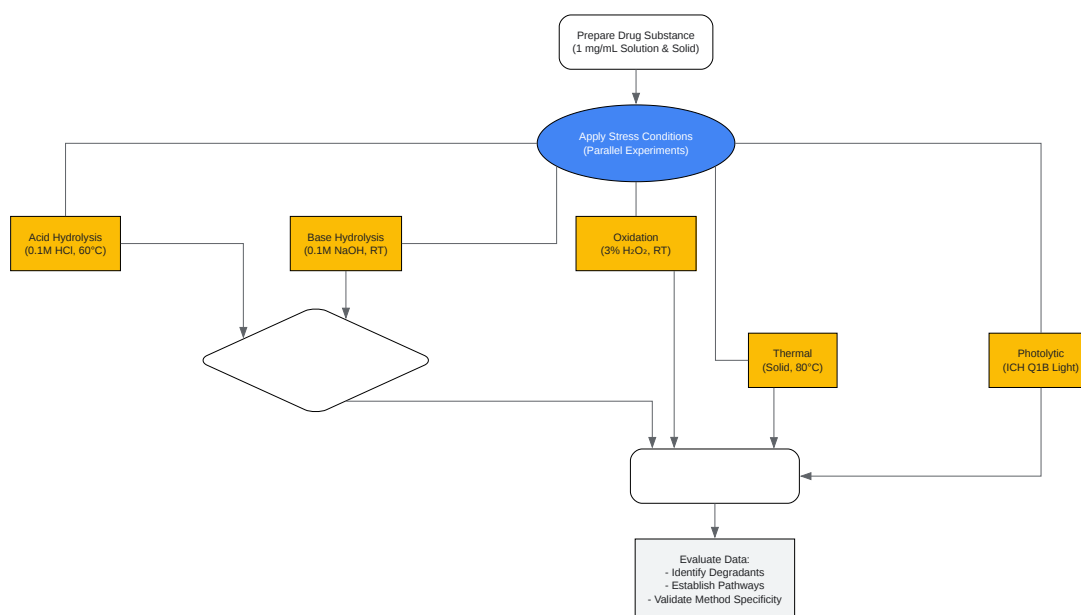 Prepare Drug Substance
(1 mg/mL Solution & Solid)
Apply Stress Conditions
(Parallel Experiments)
Acid Hydrolysis
(0.1M HCl, 60°C)
Base Hydrolysis
(0.1M NaOH, RT)
Oxidation
(3% H₂O₂, RT)
Thermal
(Solid, 80°C)
Photolytic
(ICH Q1B Light)
Evaluate Data:
- Identify Degradants
- Establish Pathways
- Validate Method Specificity